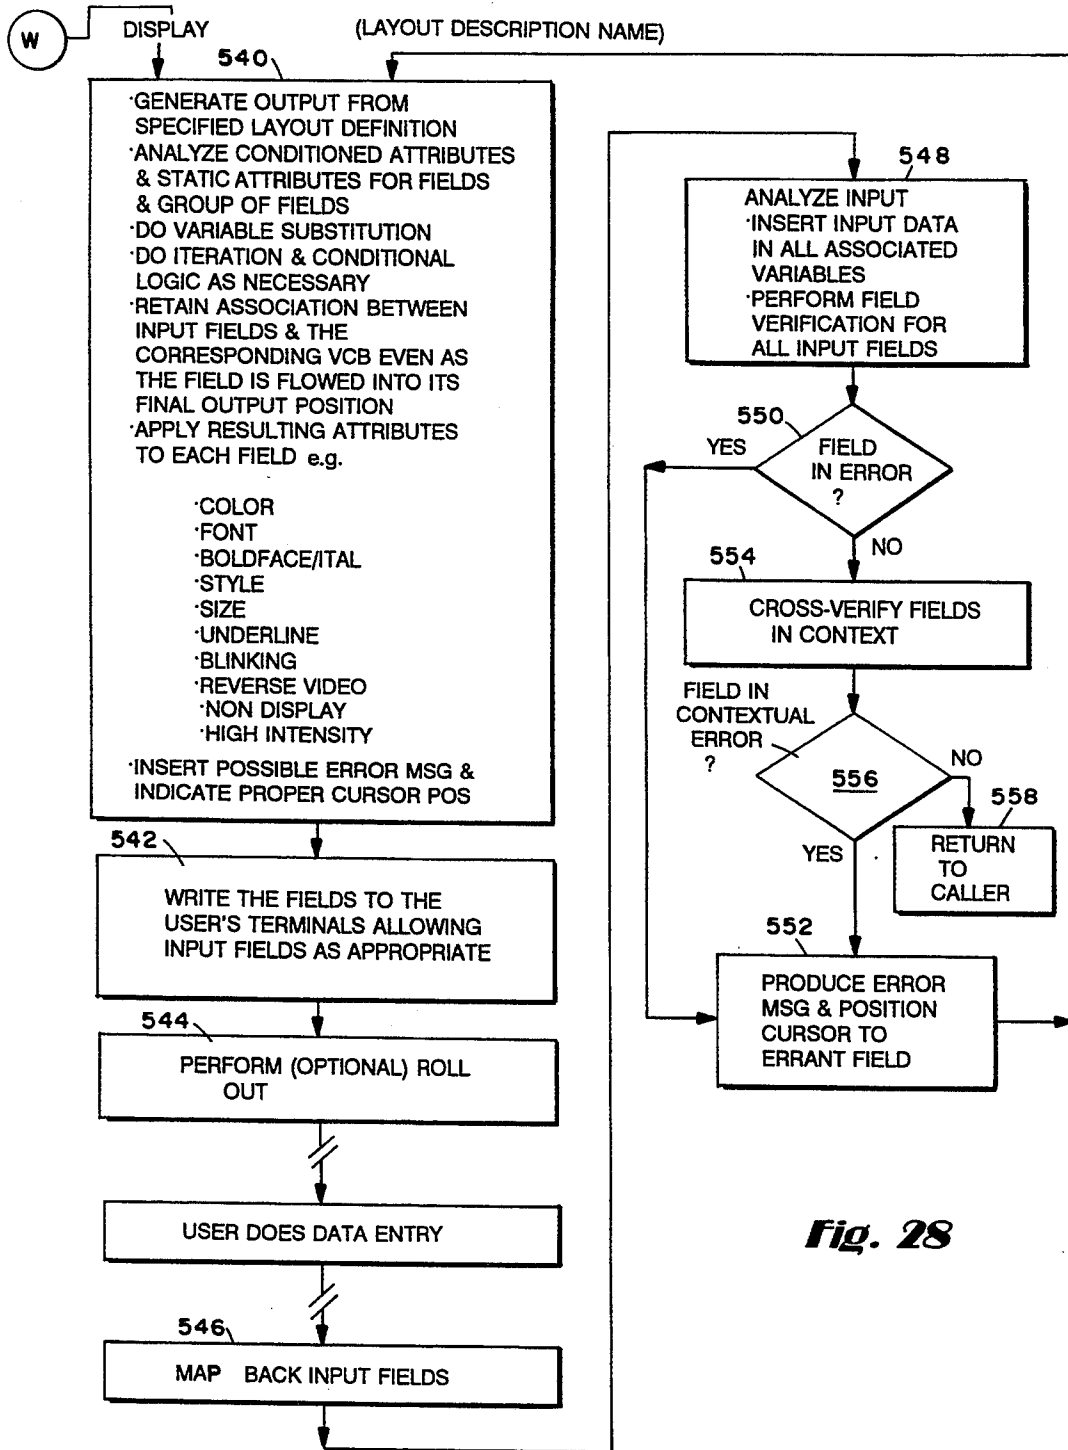 W
DISPLAY
(LAYOUT DESCRIPTION NAME)
540
·GENERATE OUTPUT FROM
SPECIFIED LAYOUT DEFINITION
·ANALYZE CONDITIONED ATTRIBUTES
& STATIC ATTRIBUTES FOR FIELDS
& GROUP OF FIELDS
·DO VARIABLE SUBSTITUTION
·DO ITERATION & CONDITIONAL
LOGIC AS NECESSARY
·RETAIN ASSOCIATION BETWEEN
INPUT FIELDS & THE
CORRESPONDING VCB EVEN AS
THE FIELD IS FLOWED INTO ITS
FINAL OUTPUT POSITION
·APPLY RESULTING ATTRIBUTES
TO EACH FIELD e.g.
·COLOR
·FONT
·BOLDFACE/ITAL
·STYLE
·SIZE
·UNDERLINE
·BLINKING
·REVERSE VIDEO
·NON DISPLAY
·HIGH INTENSITY
·INSERT POSSIBLE ERROR MSG &
INDICATE PROPER CURSOR POS
542
WRITE THE FIELDS TO THE
USER'S TERMINALS ALLOWING
INPUT FIELDS AS APPROPRIATE
544
PERFORM (OPTIONAL) ROLL
OUT
USER DOES DATA ENTRY
546
MAP BACK INPUT FIELDS
548
ANALYZE INPUT
·INSERT INPUT DATA
IN ALL ASSOCIATED
VARIABLES
·PERFORM FIELD
VERIFICATION FOR
ALL INPUT FIELDS
550
YES
FIELD
IN ERROR
?
NO
554
CROSS-VERIFY FIELDS
IN CONTEXT
FIELD IN
CONTEXTUAL
ERROR
?
556
NO
558
RETURN
TO
CALLER
YES
552
PRODUCE ERROR
MSG & POSITION
CURSOR TO
ERRANT FIELD
Fig. 28